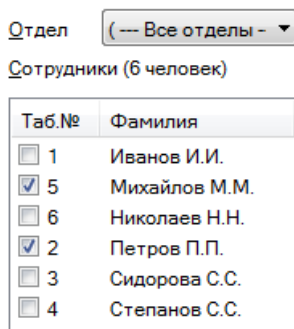 Отдел ( --- Все отделы -
Сотрудники (6 человек)
Таб.№ Фамилия
1 Иванов И.И.
5 Михайлов М.М.
6 Николаев Н.Н.
2 Петров П.П.
3 Сидорова С.С.
4 Степанов С.С.